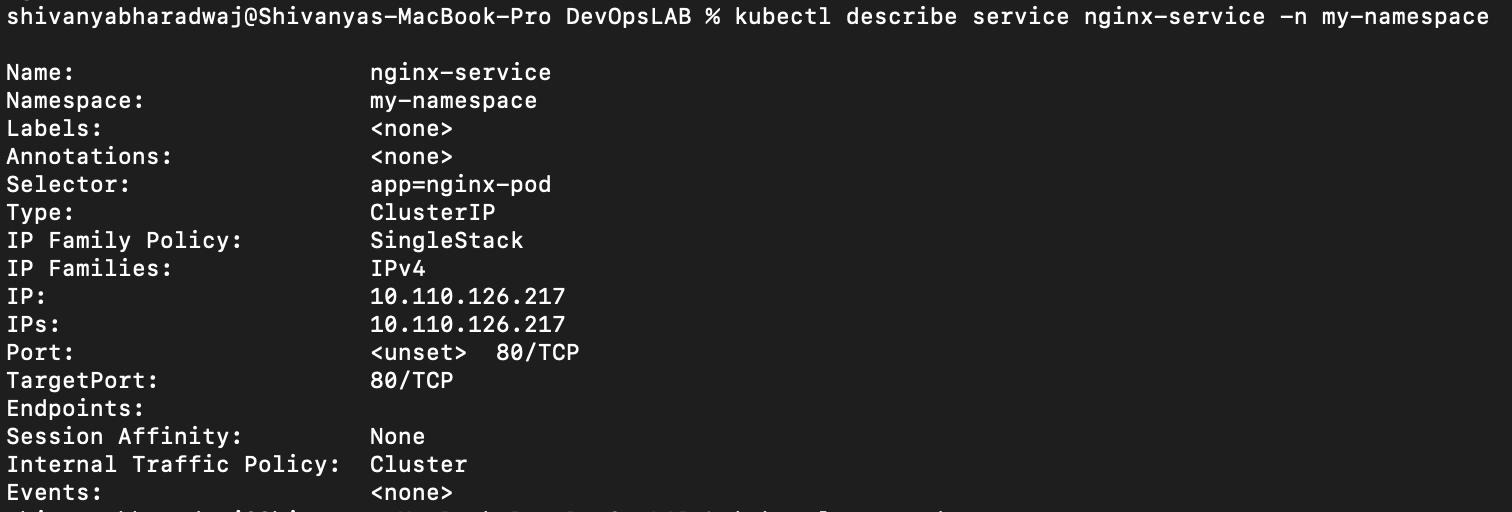 shivanyabharadwaj@Shivanyas-MacBook-Pro DevOpsLAB % kubectl describe service nginx-service -n my-namespace
Name: nginx-service
Namespace: my-namespace
Labels: <none>
Annotations: <none>
Selector: app=nginx-pod
Type: ClusterIP
IP Family Policy: SingleStack
IP Families: IPv4
IP: 10.110.126.217
IPs: 10.110.126.217
Port: <unset> 80/TCP
TargetPort: 80/TCP
Endpoints:
Session Affinity: None
Internal Traffic Policy: Cluster
Events: <none>